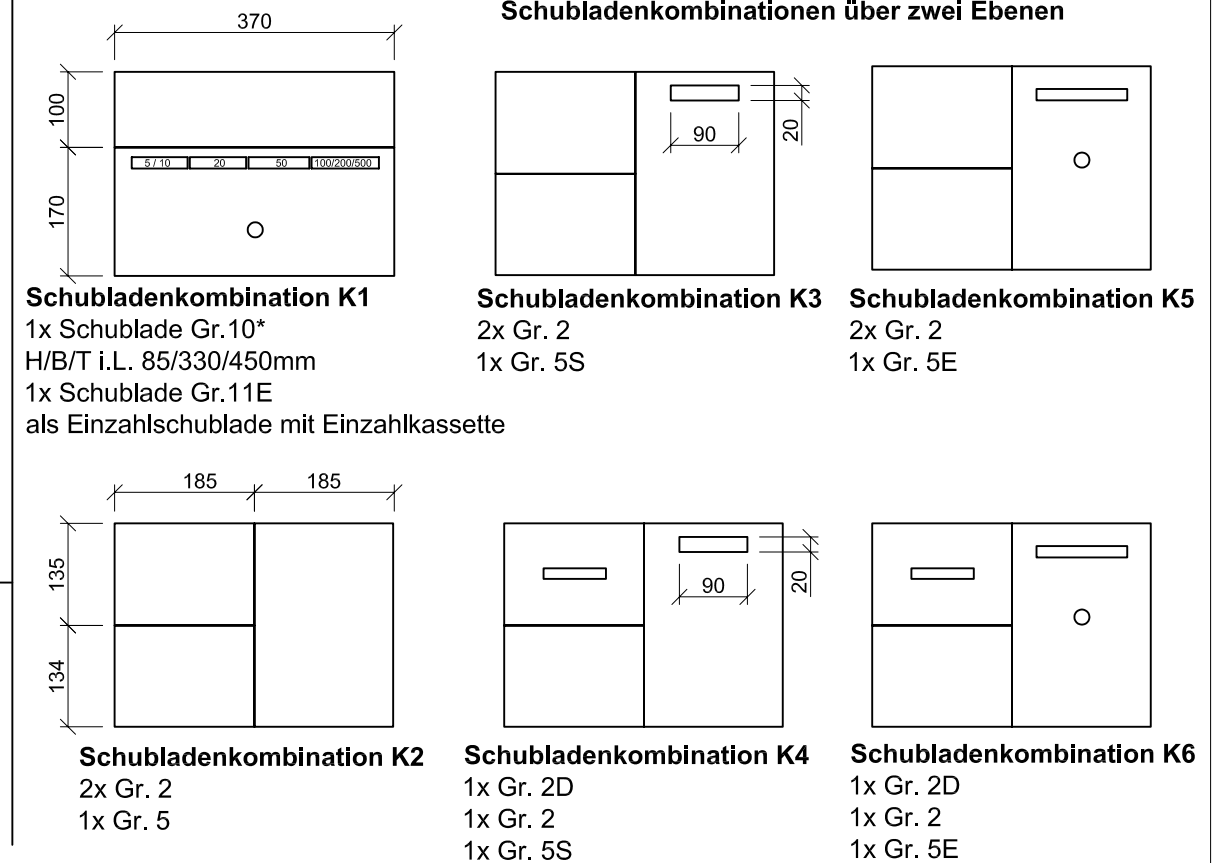 Schubladenkombinationen über zwei Ebenen
370
100
170
5 / 10 20 50 100/200/500
Schubladenkombination K1
1x Schublade Gr.10*
H/B/T i.L. 85/330/450mm
1x Schublade Gr.11E
als Einzahlschublade mit Einzahlkassette
90
20
Schubladenkombination K3
2x Gr. 2
1x Gr. 5S
Schubladenkombination K5
2x Gr. 2
1x Gr. 5E
185 185
135
134
Schubladenkombination K2
2x Gr. 2
1x Gr. 5
90
20
Schubladenkombination K4
1x Gr. 2D
1x Gr. 2
1x Gr. 5S
Schubladenkombination K6
1x Gr. 2D
1x Gr. 2
1x Gr. 5E